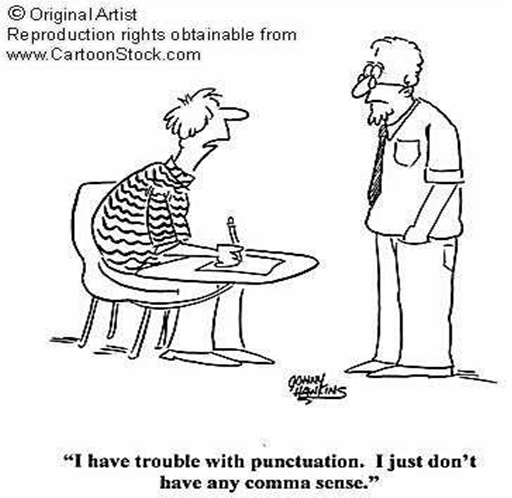 © Original Artist
Reproduction rights obtainable from
www.CartoonStock.com
JONNY
HAWKINS
“I have trouble with punctuation. I just don’t
have any comma sense.”